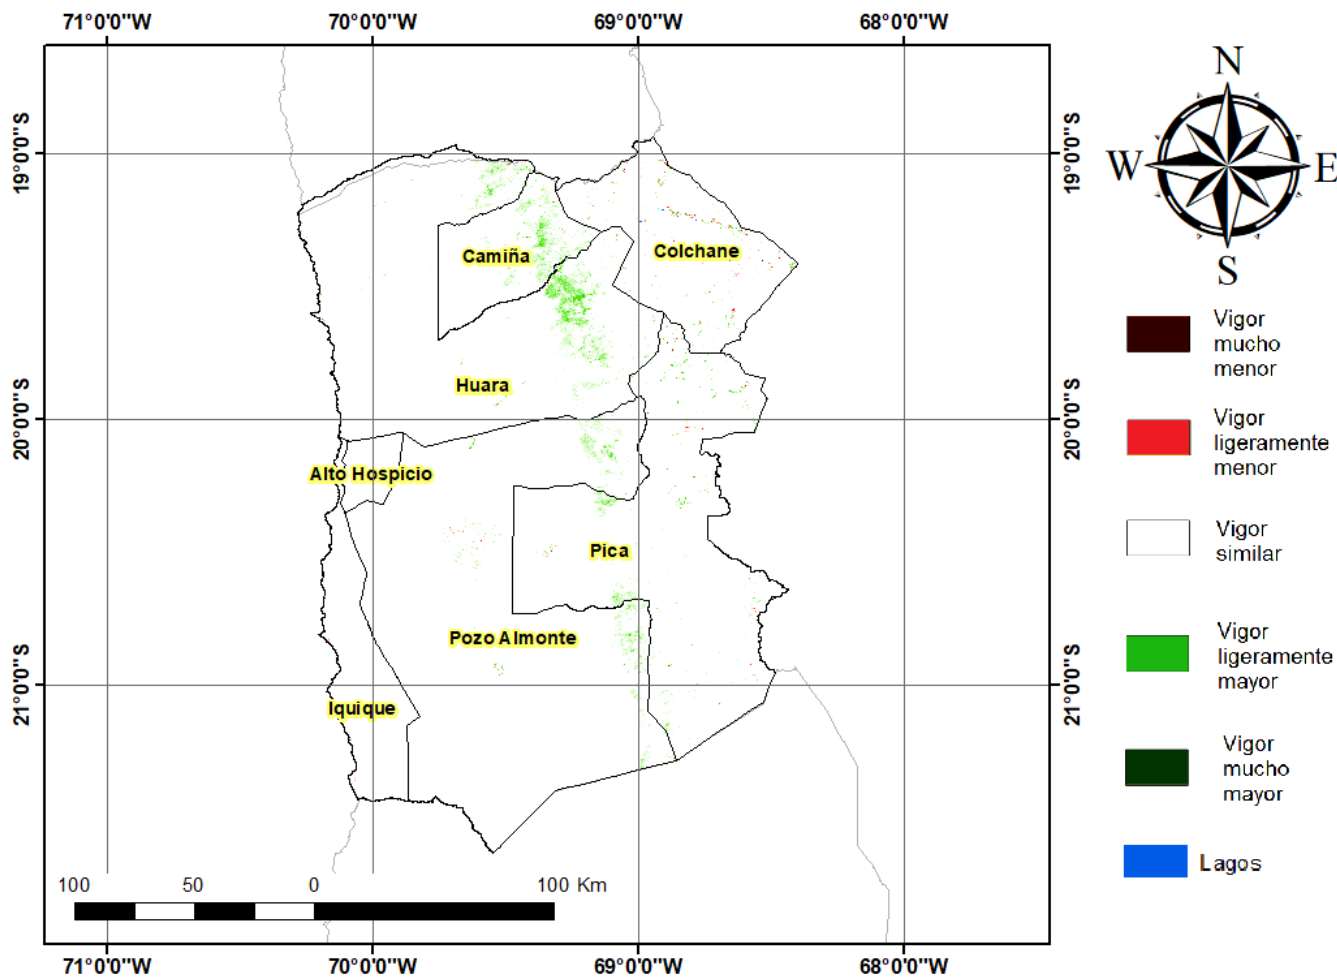 71°0'0"W 70°0'0"W 69°0'0"W 68°0'0"W
19°0'0"S
19°0'0"S
20°0'0"S
20°0'0"S
21°0'0"S
21°0'0"S
Camiña
Colchane
Huara
Alto Hospicio
Pica
Pozo Almonte
Iquique
100 50 0 100 Km
71°0'0"W 70°0'0"W 69°0'0"W 68°0'0"W
N
W E
S
Vigor
mucho
menor
Vigor
ligeramente
menor
Vigor
similar
Vigor
ligeramente
mayor
Vigor
mucho
mayor
Lagos